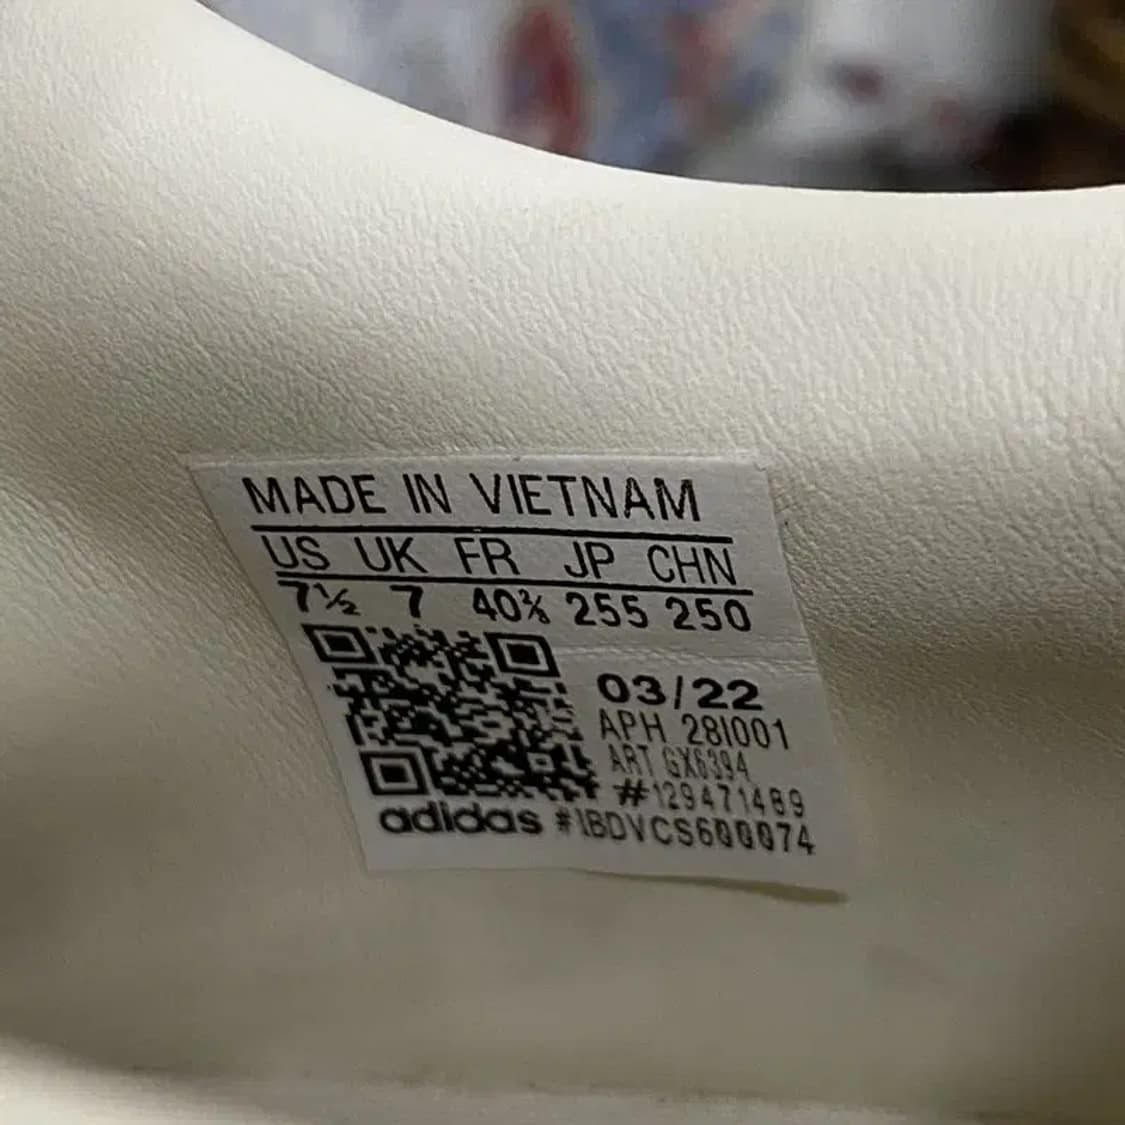 MADE IN VIETNAM
US UK FR JP CHN
7½ 7 40⅔ 255 250
03/22
APH 28I001
ART GX6394
#129471489
adidas #1BDVCS600074